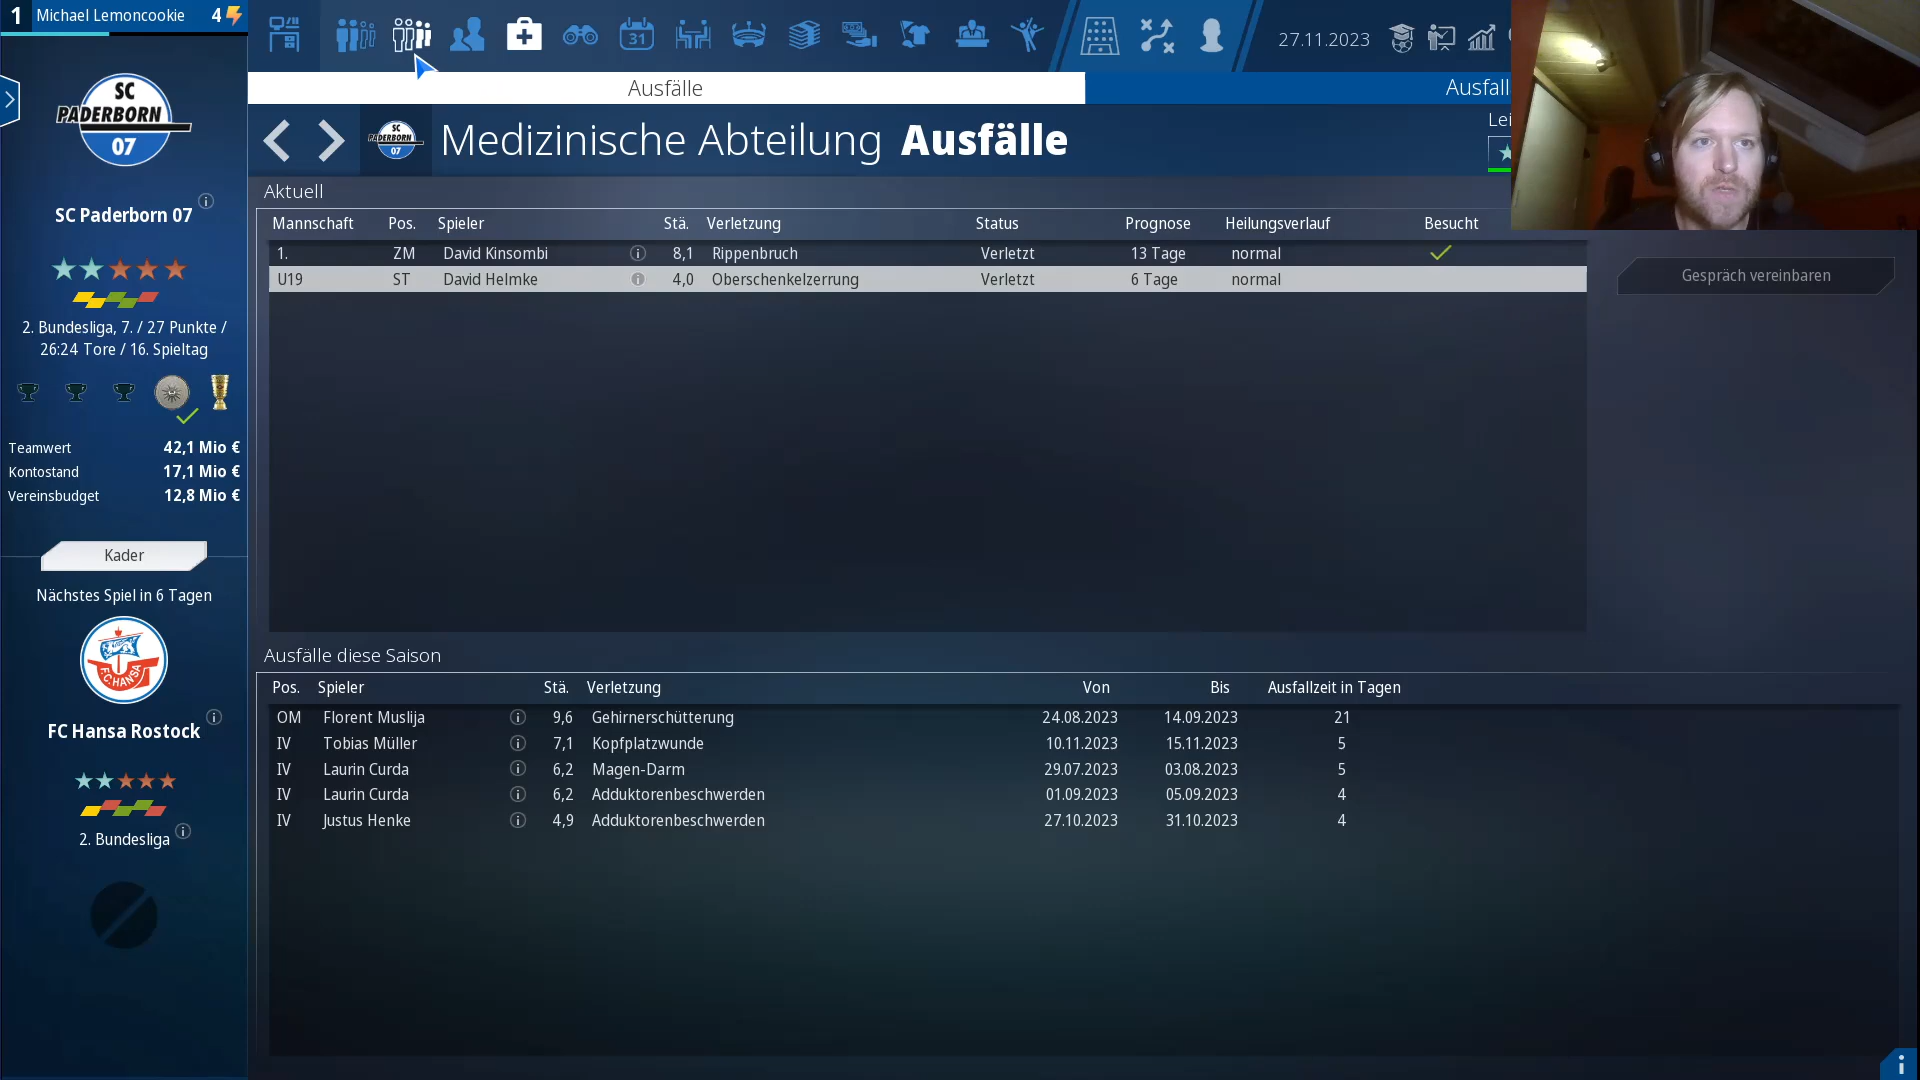 1 Michael Lemoncookie 4
31
27.11.2023
Ausfälle
Ausfall
SC PADERBORN 07
PADERBORN 07 Medizinische Abteilung Ausfälle
Lei
SC Paderborn 07
2. Bundesliga, 7. / 27 Punkte /
26:24 Tore / 16. Spieltag
Teamwert 42,1 Mio €
Kontostand 17,1 Mio €
Vereinsbudget 12,8 Mio €
Kader
Nächstes Spiel in 6 Tagen
F.C. HANSA
FC Hansa Rostock
2. Bundesliga
Aktuell
Mannschaft Pos. Spieler Stä. Verletzung Status Prognose Heilungsverlauf Besucht
1. ZM David Kinsombi 8,1 Rippenbruch Verletzt 13 Tage normal
U19 ST David Helmke 4,0 Oberschenkelzerrung Verletzt 6 Tage normal
Gespräch vereinbaren
Ausfälle diese Saison
Pos. Spieler Stä. Verletzung Von Bis Ausfallzeit in Tagen
OM Florent Muslija 9,6 Gehirnerschütterung 24.08.2023 14.09.2023 21
IV Tobias Müller 7,1 Kopfplatzwunde 10.11.2023 15.11.2023 5
IV Laurin Curda 6,2 Magen-Darm 29.07.2023 03.08.2023 5
IV Laurin Curda 6,2 Adduktorenbeschwerden 01.09.2023 05.09.2023 4
IV Justus Henke 4,9 Adduktorenbeschwerden 27.10.2023 31.10.2023 4